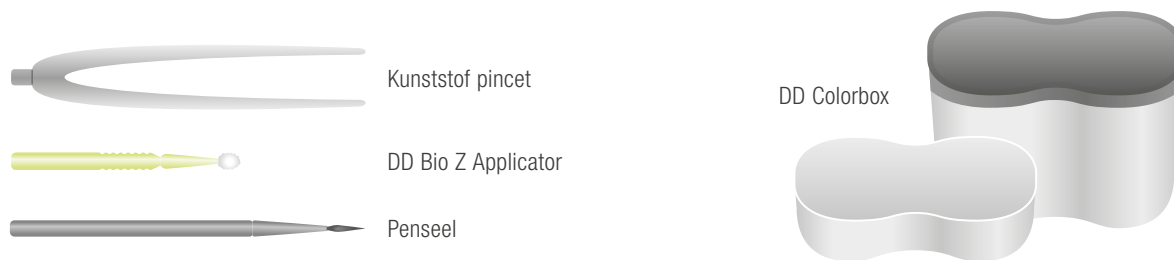 Kunststof pincet
DD Colorbox
DD Bio Z Applicator
Penseel